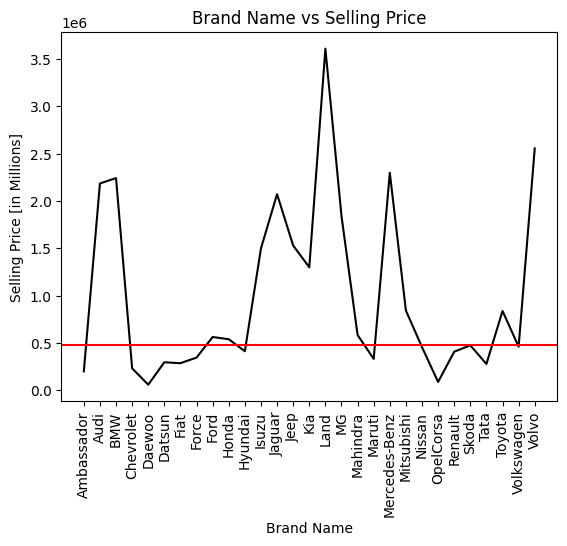 Brand Name vs Selling Price
1e6
3.5
3.0
2.5
2.0
1.5
1.0
0.5
0.0
Selling Price [in Millions]
Ambassador
Audi
BMW
Chevrolet
Daewoo
Datsun
Fiat
Force
Ford
Honda
Hyundai
Isuzu
Jaguar
Jeep
Kia
Land
MG
Mahindra
Maruti
Mercedes-Benz
Mitsubishi
Nissan
OpelCorsa
Renault
Skoda
Tata
Toyota
Volkswagen
Volvo
Brand Name